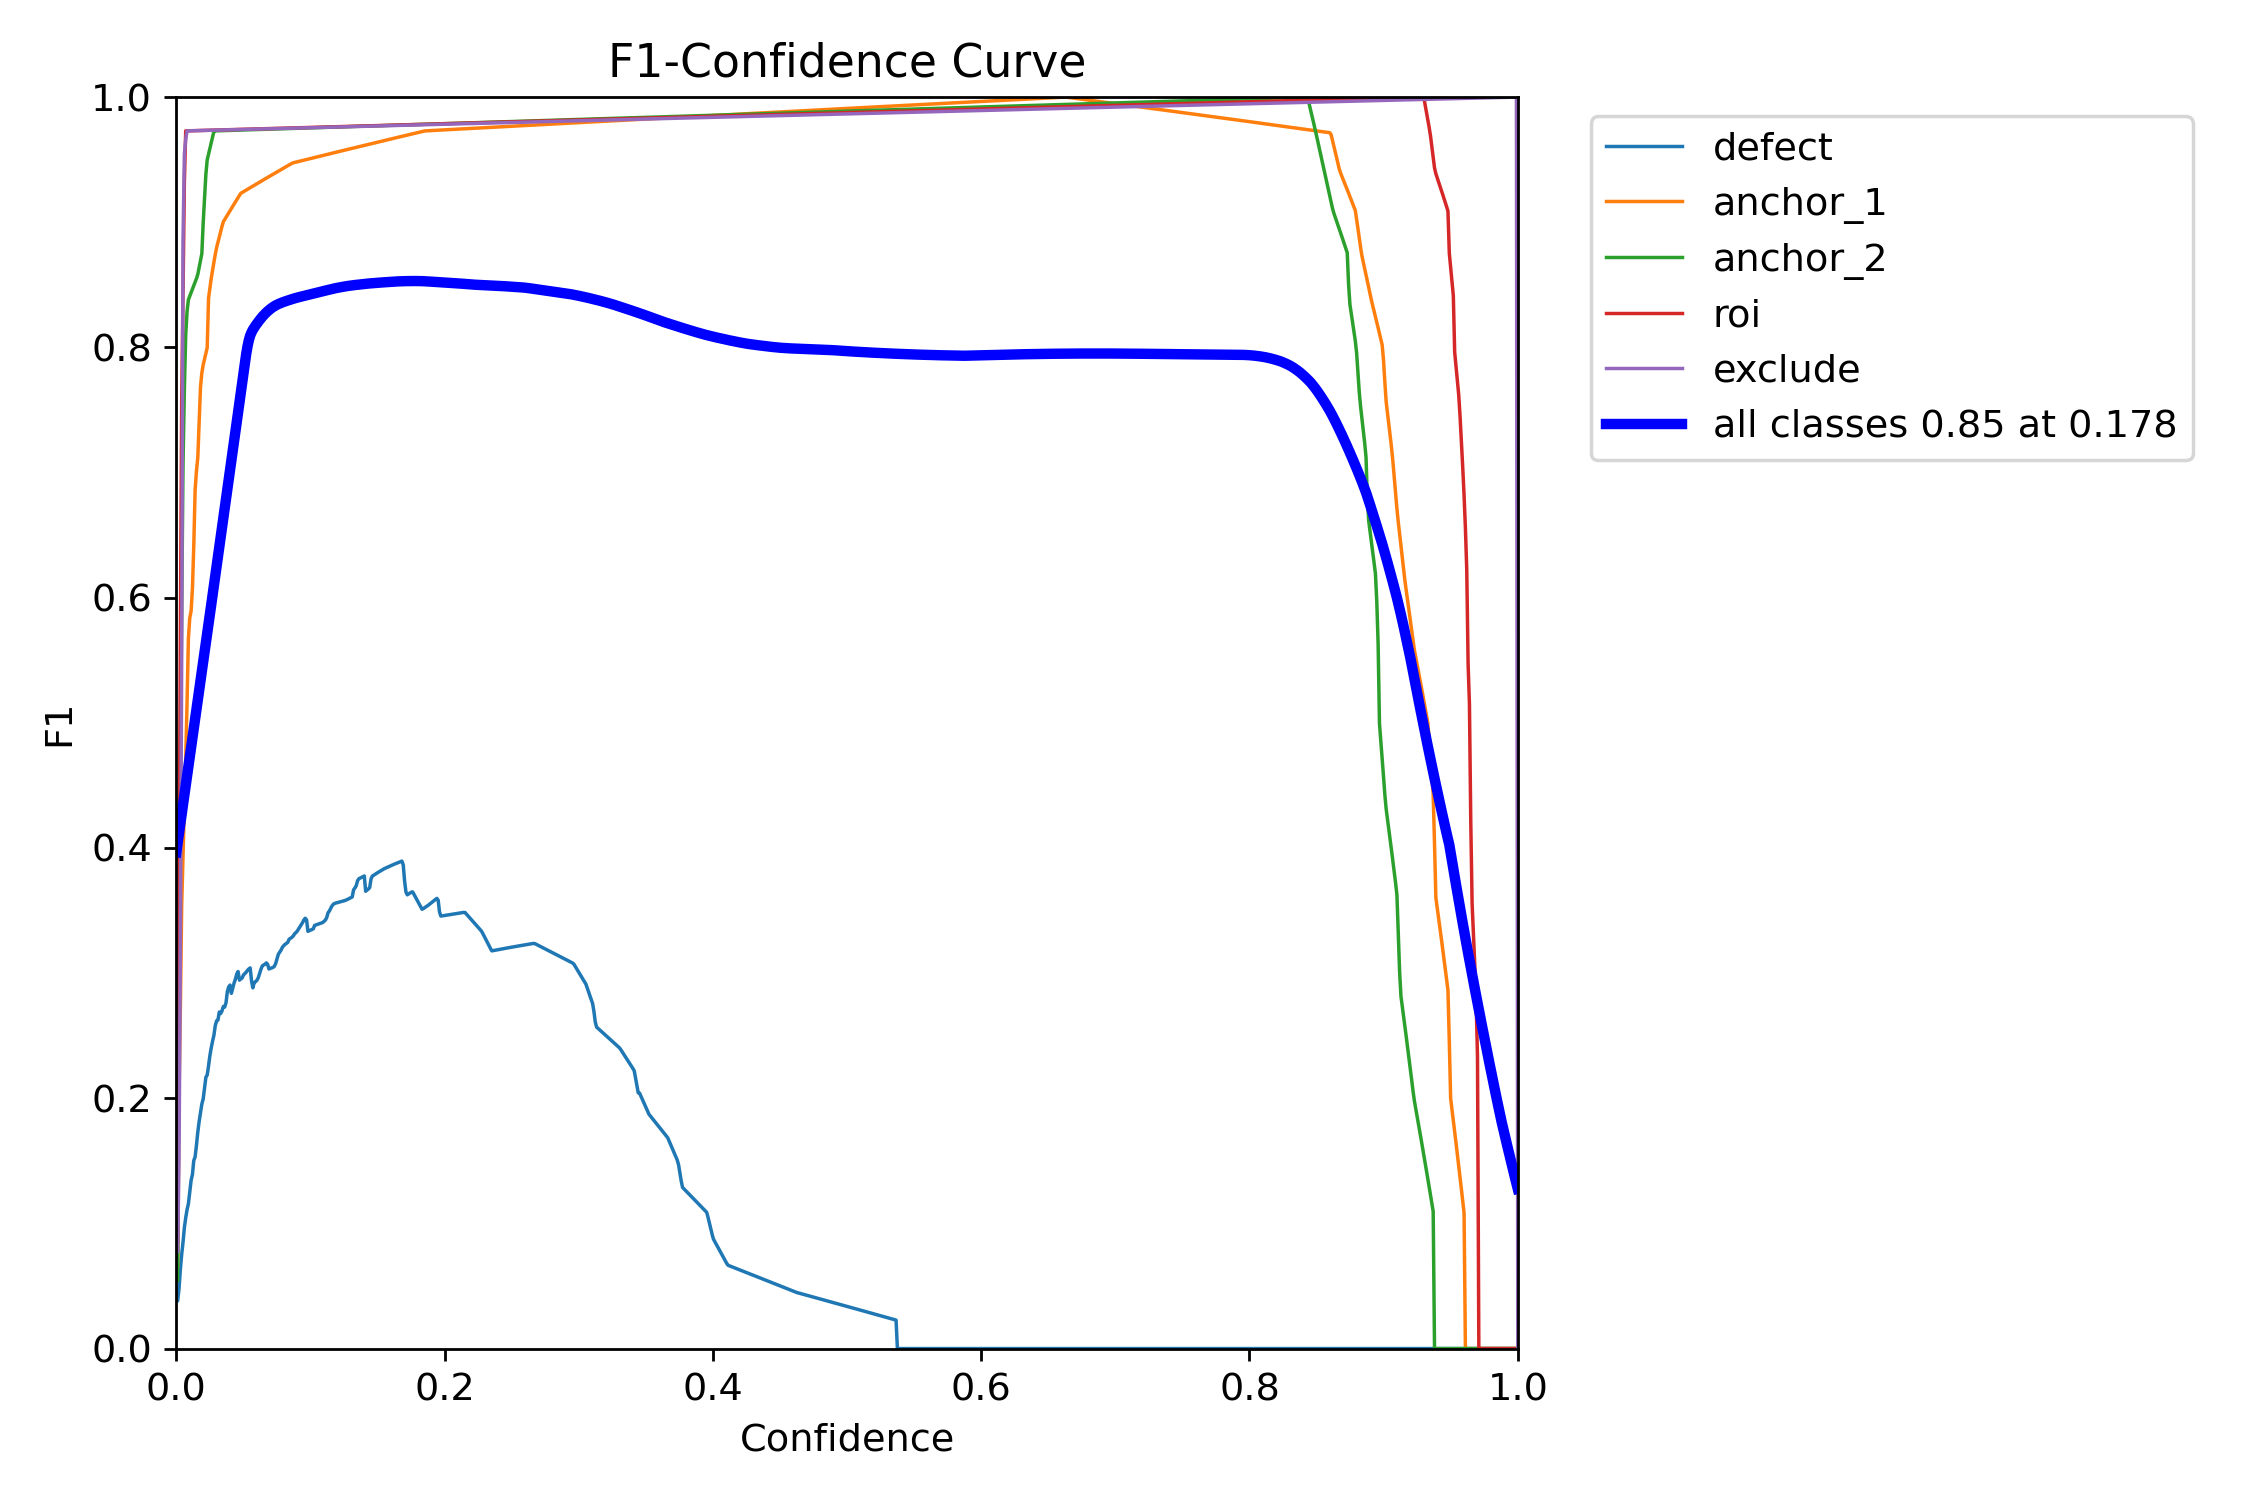 F1-Confidence Curve
1.0
0.8
0.6
0.4
0.2
0.0
F1
0.0 0.2 0.4 0.6 0.8 1.0
Confidence
defect
anchor_1
anchor_2
roi
exclude
all classes 0.85 at 0.178